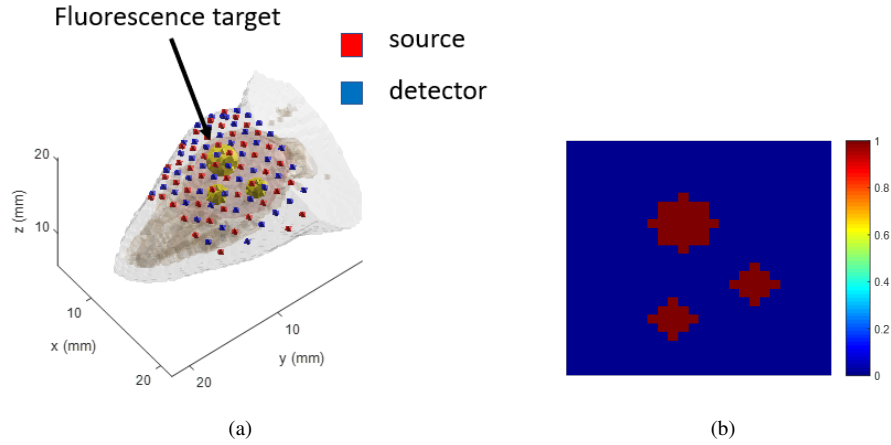 Fluorescence target
source
detector
20
10
z (mm)
10
20
x (mm)
10
20
y (mm)
1
0.8
0.6
0.4
0.2
0
(a)
(b)